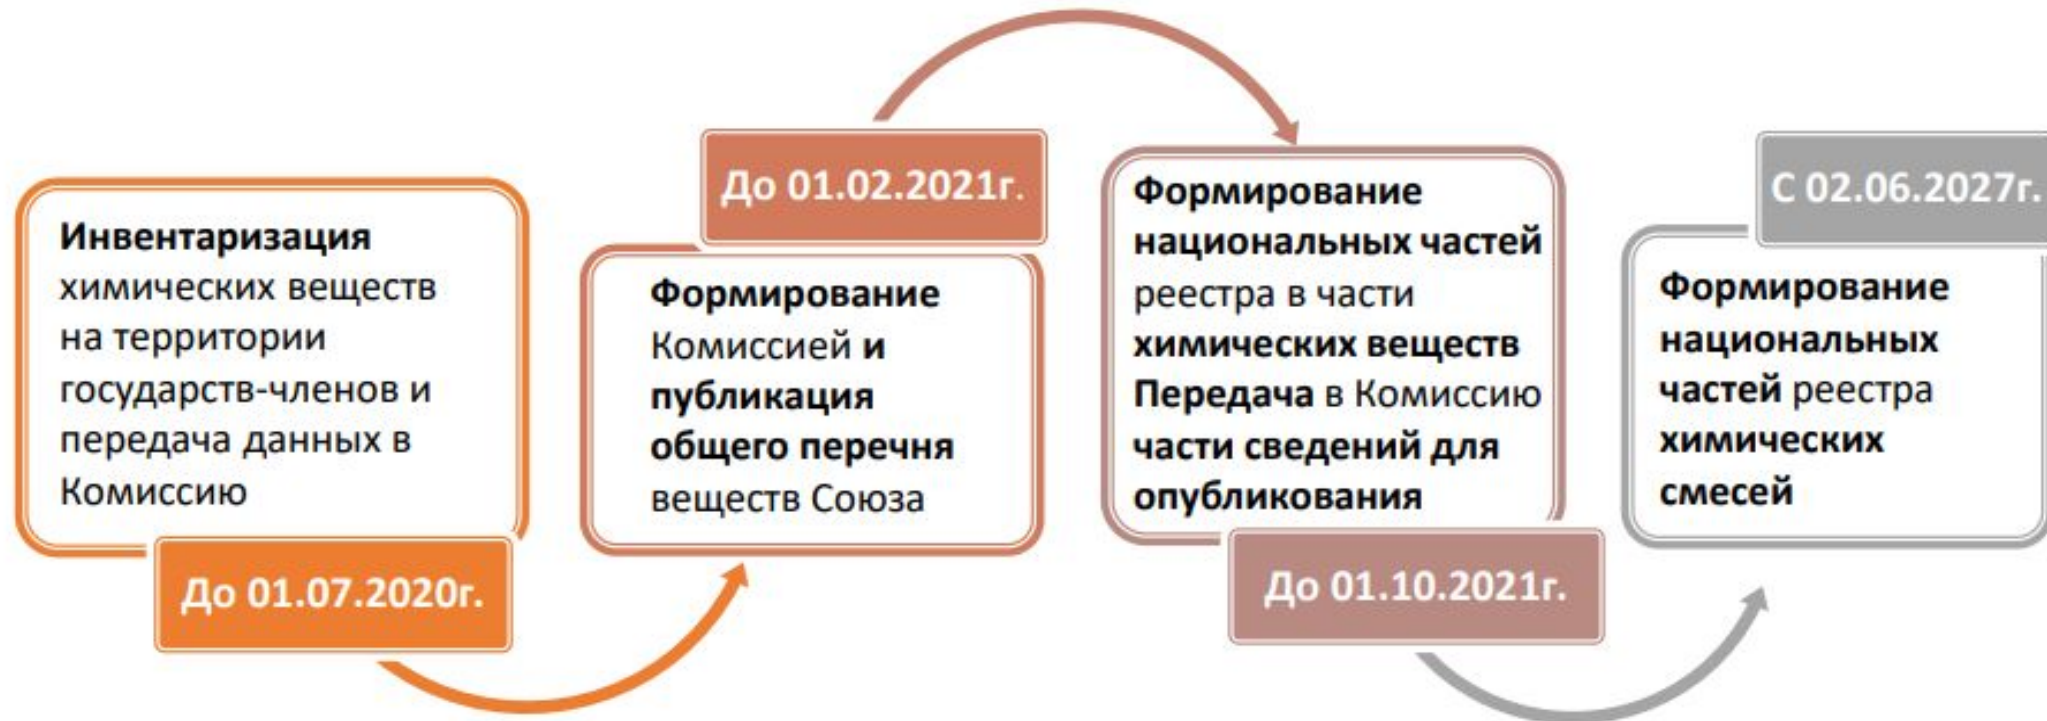 Инвентаризация
химических веществ
на территории
государств-членов и
передача данных в
Комиссию
До 01.07.2020г.
До 01.02.2021г.
Формирование
Комиссией и
публикация
общего перечня
веществ Союза
Формирование
национальных частей
реестра в части
химических веществ
Передача в Комиссию
части сведений для
опубликования
До 01.10.2021г.
С 02.06.2027г.
Формирование
национальных
частей реестра
химических
смесей